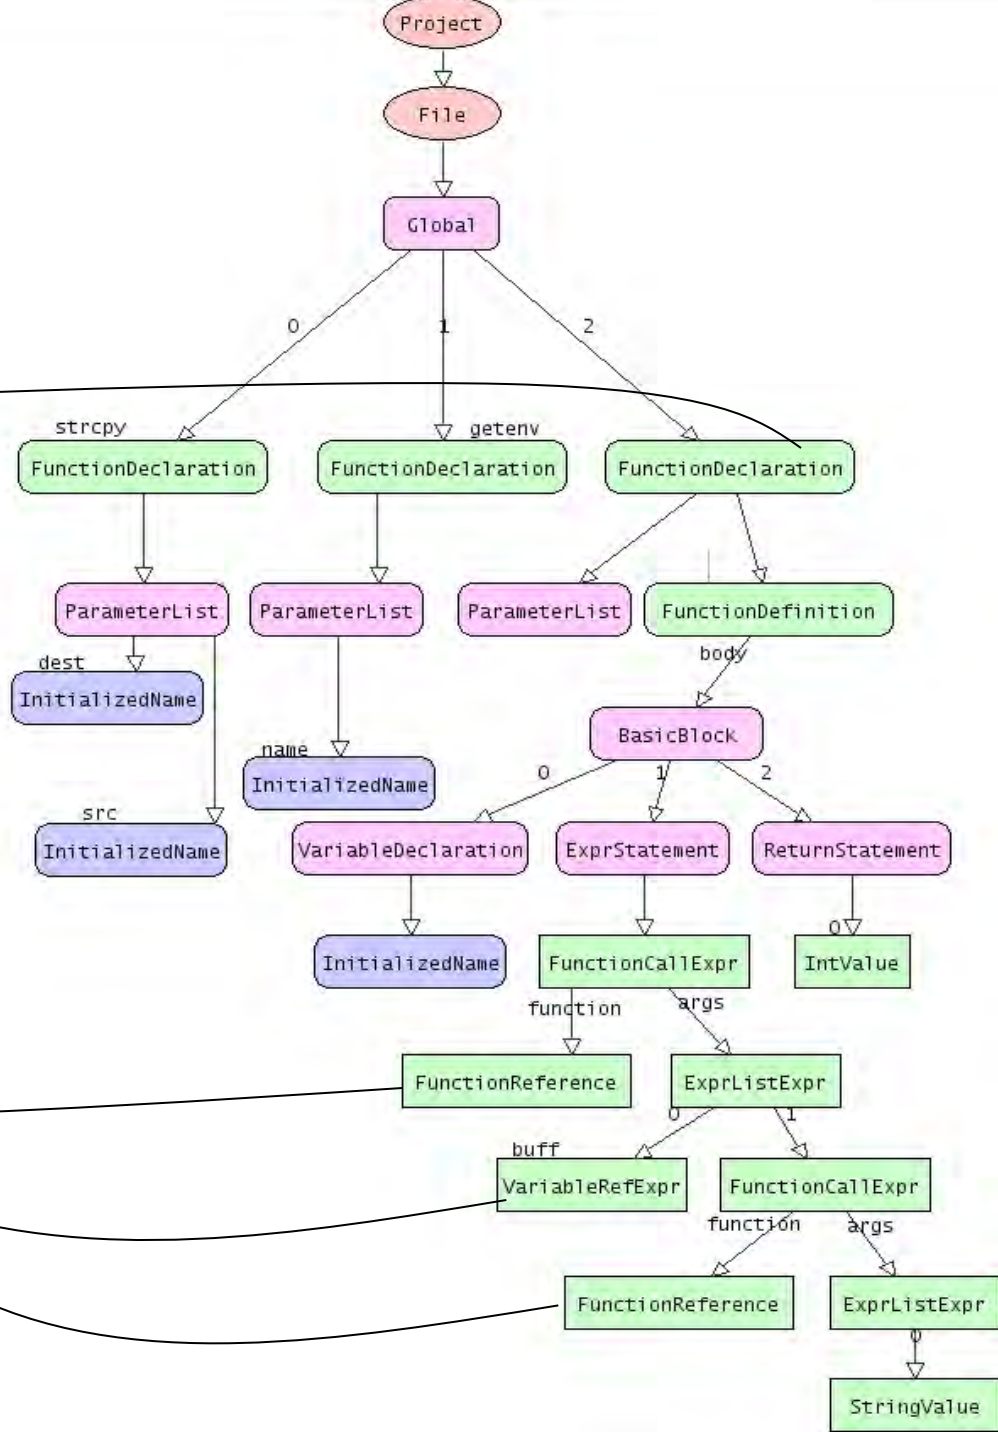 Project
File
Global
0
1
2
strcpy
getenv
FunctionDeclaration
FunctionDeclaration
FunctionDeclaration
ParameterList
ParameterList
ParameterList
FunctionDefinition
dest
body
InitializedName
BasicBlock
name
0
1
2
InitializedName
src
InitializedName
VariableDeclaration
ExprStatement
ReturnStatement
0
InitializedName
FunctionCallExpr
IntValue
function
args
FunctionReference
ExprListExpr
0
1
buff
VariableRefExpr
FunctionCallExpr
function
args
FunctionReference
ExprListExpr
0
StringValue